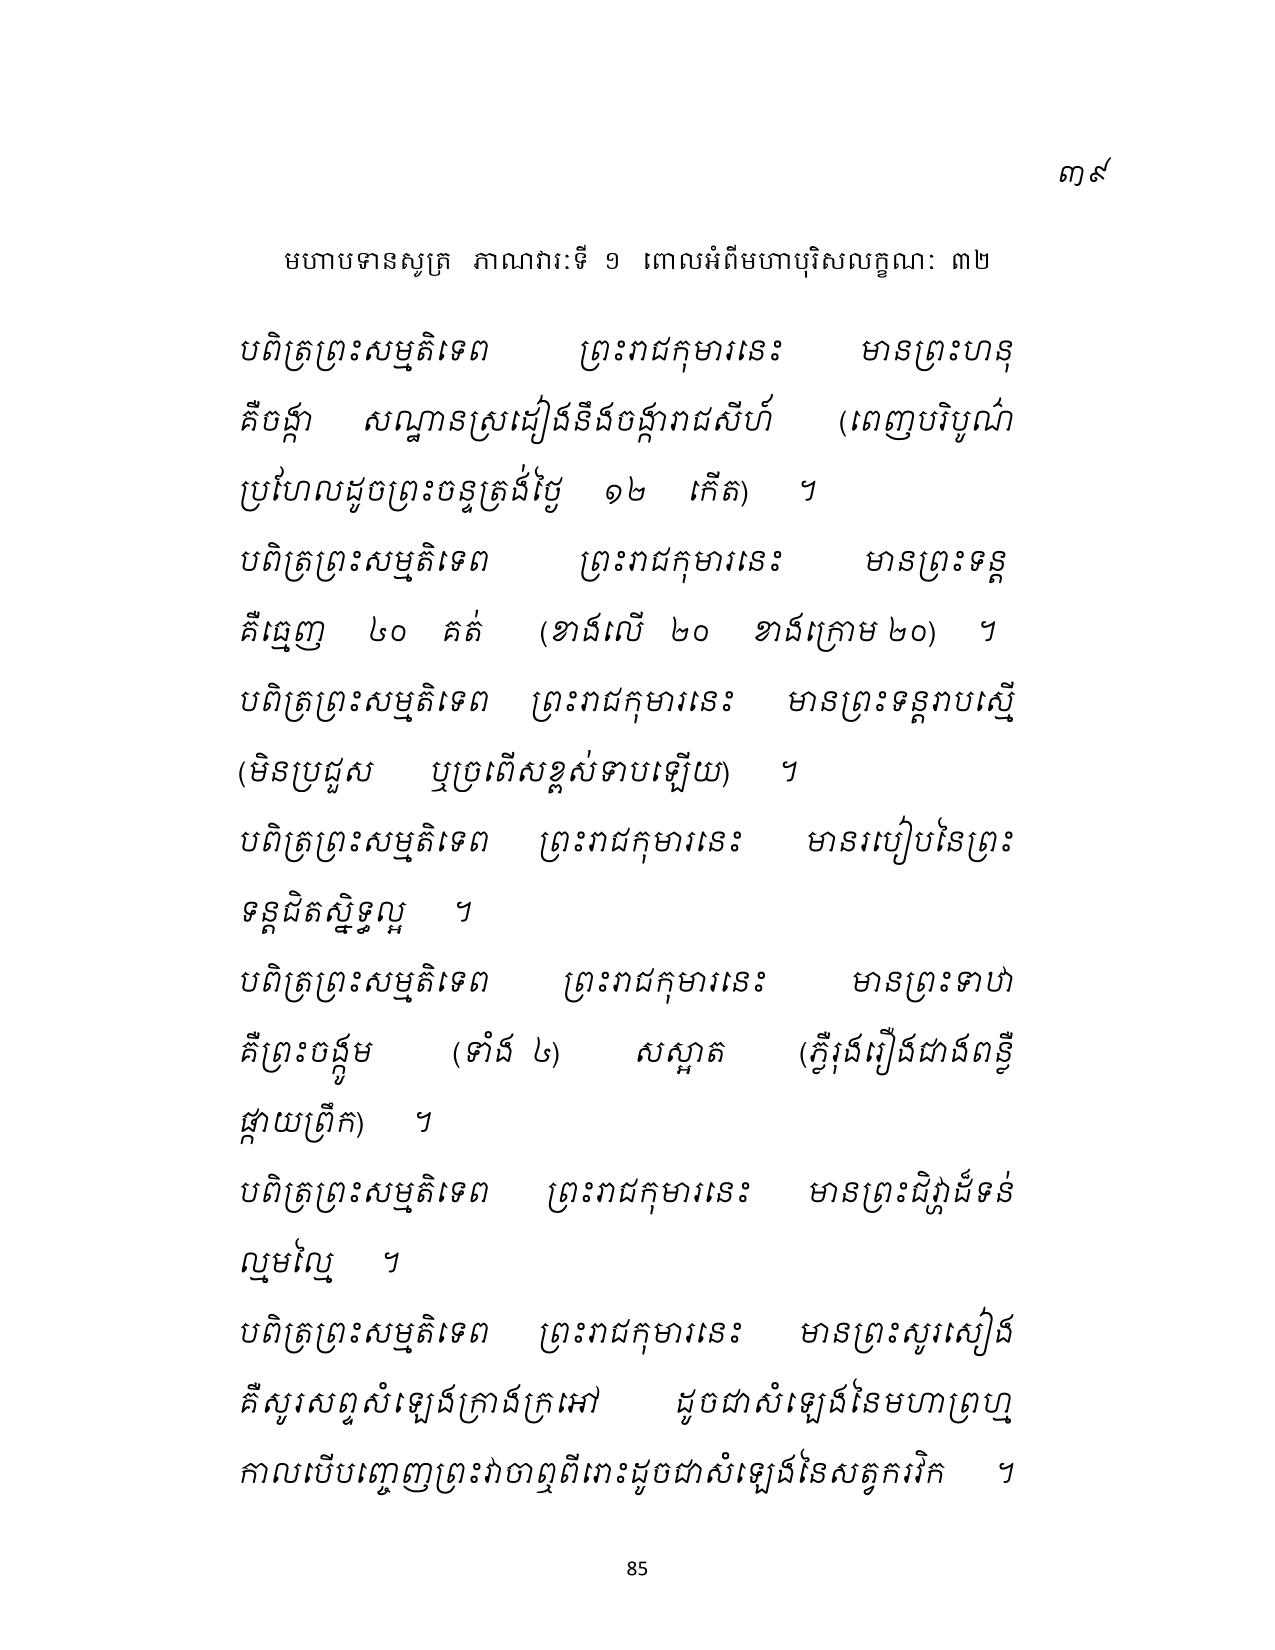 ៣៩
មហាបទានសូត្រ ភាណវារៈទី ១ ពោលអំពីមហាបុរិសលក្ខណៈ ៣២
បពិត្រព្រះសម្មតិទេព ព្រះរាជកុមារនេះ មានព្រះហនុ
គឺចង្កា សណ្ឋានស្រដៀងនឹងចង្ការាជសីហ៍ (ពេញបរិបូណ៌
ប្រហែលដូចព្រះចន្ទត្រង់ថ្ងៃ ១២ កើត) ។
បពិត្រព្រះសម្មតិទេព ព្រះរាជកុមារនេះ មានព្រះទន្ត
គឺធ្មេញ ៤០ គត់ (ខាងលើ ២០ ខាងក្រោម ២០) ។
បពិត្រព្រះសម្មតិទេព ព្រះរាជកុមារនេះ មានព្រះទន្តរាបស្មើ
(មិនប្រជួស ឬច្រពើសខ្ពស់ទាបឡើយ) ។
បពិត្រព្រះសម្មតិទេព ព្រះរាជកុមារនេះ មានរបៀបនៃព្រះ
ទន្តជិតស្និទ្ធល្អ ។
បពិត្រព្រះសម្មតិទេព ព្រះរាជកុមារនេះ មានព្រះទាឋា
គឺព្រះចង្កូម (ទាំង ៤) សស្អាត (ភ្លឺរុងរឿងជាងពន្លឺ
ផ្កាយព្រឹក) ។
បពិត្រព្រះសម្មតិទេព ព្រះរាជកុមារនេះ មានព្រះជិវ្ហាដ៏ទន់
ល្មមល្មៃ ។
បពិត្រព្រះសម្មតិទេព ព្រះរាជកុមារនេះ មានព្រះសូរសៀង
គឺសូរសព្ទសំឡេងក្រាងក្រអៅ ដូចជាសំឡេងនៃមហាព្រហ្ម
កាលបើបញ្ចេញព្រះវាចាឮពីរោះដូចជាសំឡេងនៃសត្វករវិក ។
85